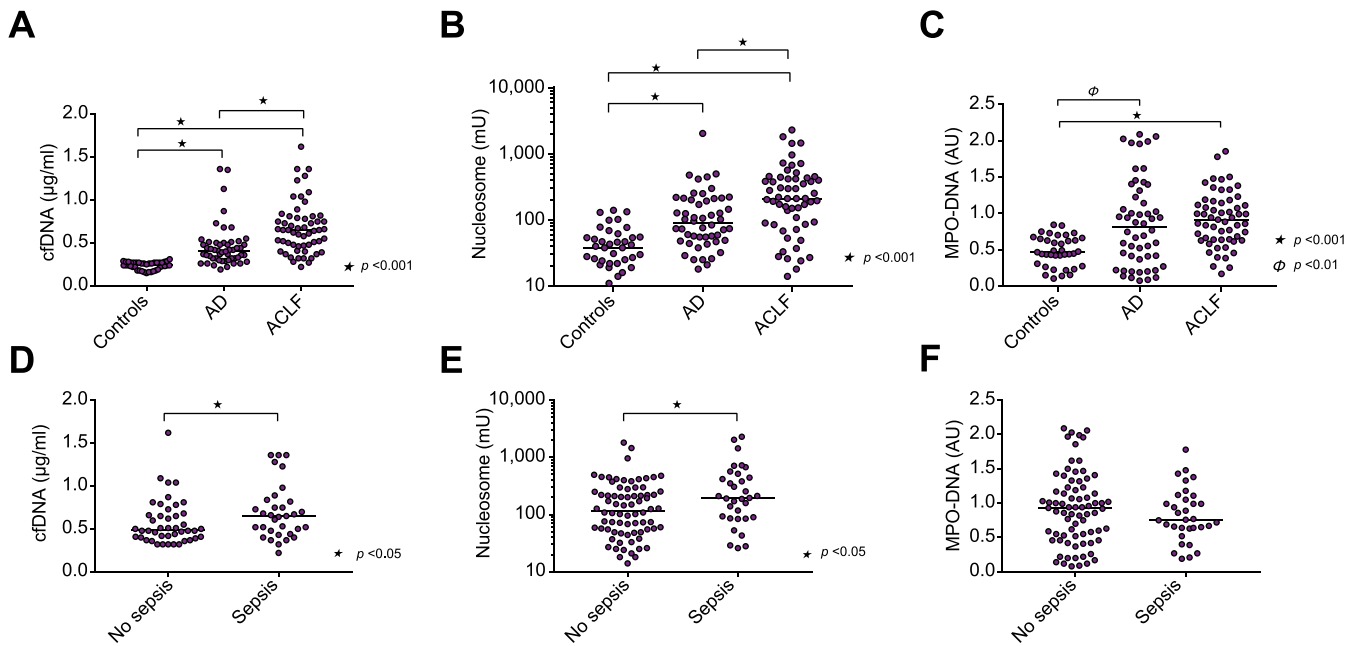 A
cfDNA (µg/ml)
2.0
1.5
1.0
0.5
0.0
★
★
★
★ p <0.001
Controls
AD
ACLF
B
Nucleosome (mU)
10,000
1,000
100
10
★
★
★
★ p <0.001
Controls
AD
ACLF
C
MPO-DNA (AU)
2.5
2.0
1.5
1.0
0.5
0.0
Φ
★
★ p <0.001
Φ p <0.01
Controls
AD
ACLF
D
cfDNA (µg/ml)
2.0
1.5
1.0
0.5
0.0
★
★ p <0.05
No sepsis
Sepsis
E
Nucleosome (mU)
10,000
1,000
100
10
★
★ p <0.05
No sepsis
Sepsis
F
MPO-DNA (AU)
2.5
2.0
1.5
1.0
0.5
0.0
No sepsis
Sepsis